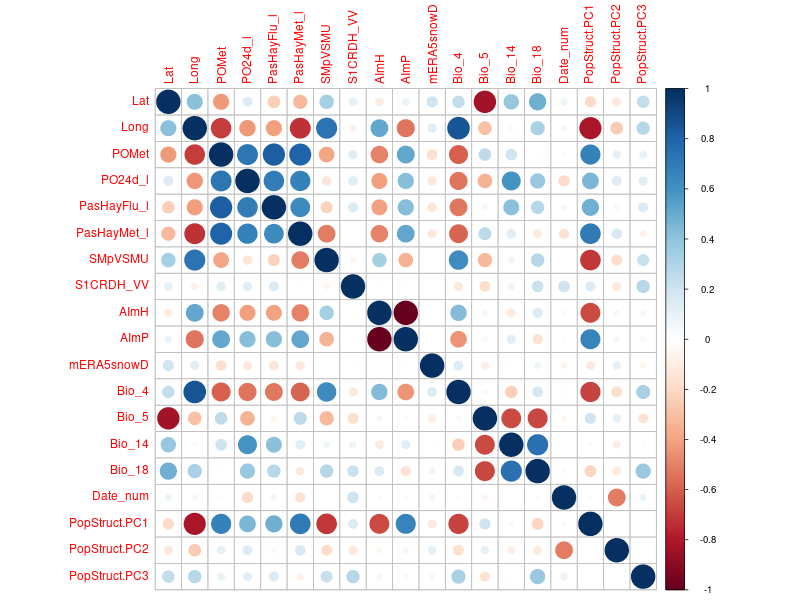 Lat
Long
POMet
PO24d_I
PasHayFlu_I
PasHayMet_I
SMpVSMU
S1CRDH_VV
AlmH
AlmP
mERA5snowD
Bio_4
Bio_5
Bio_14
Bio_18
Date_num
PopStruct.PC1
PopStruct.PC2
PopStruct.PC3
Lat
Long
POMet
PO24d_I
PasHayFlu_I
PasHayMet_I
SMpVSMU
S1CRDH_VV
AlmH
AlmP
mERA5snowD
Bio_4
Bio_5
Bio_14
Bio_18
Date_num
PopStruct.PC1
PopStruct.PC2
PopStruct.PC3
1
0.8
0.6
0.4
0.2
0
-0.2
-0.4
-0.6
-0.8
-1